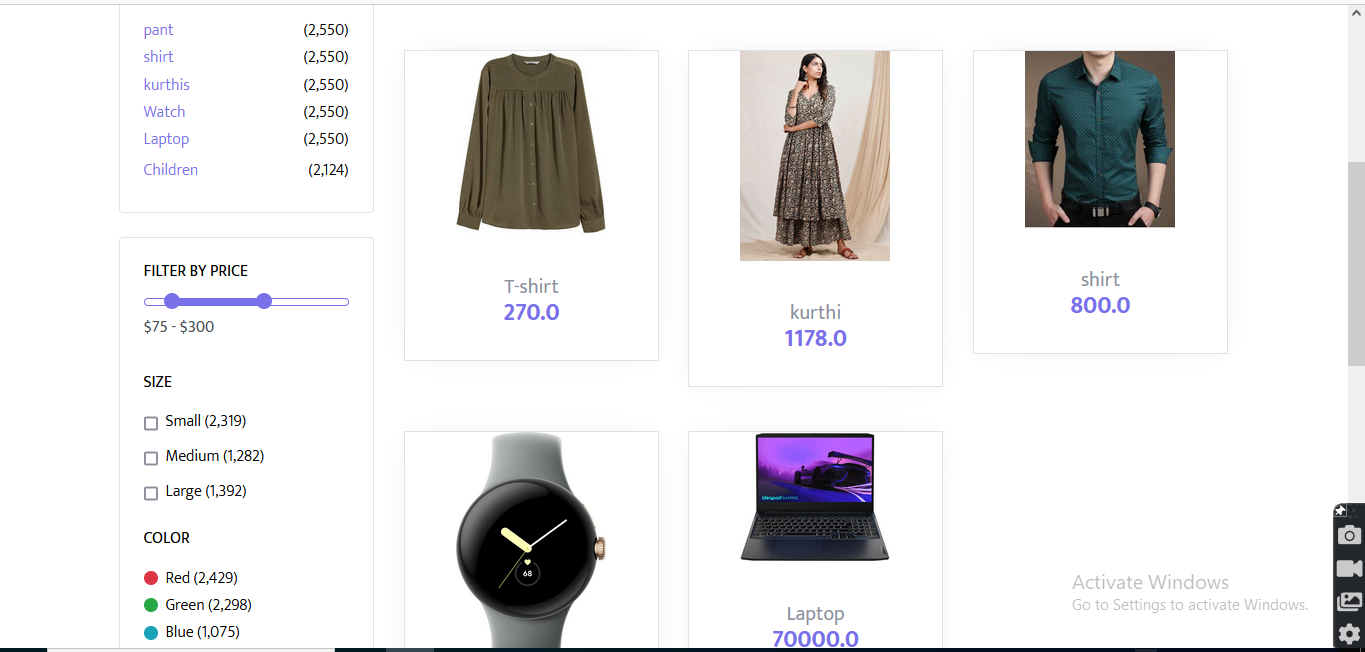 pant (2,550)
shirt (2,550)
kurthis (2,550)
Watch (2,550)
Laptop (2,550)
Children (2,124)
FILTER BY PRICE
$75 - $300
SIZE
Small (2,319)
Medium (1,282)
Large (1,392)
COLOR
Red (2,429)
Green (2,298)
Blue (1,075)
T-shirt
270.0
kurthi
1178.0
shirt
800.0
68
ideapad GAMING
Laptop
70000.0
Activate Windows
Go to Settings to activate Windows.